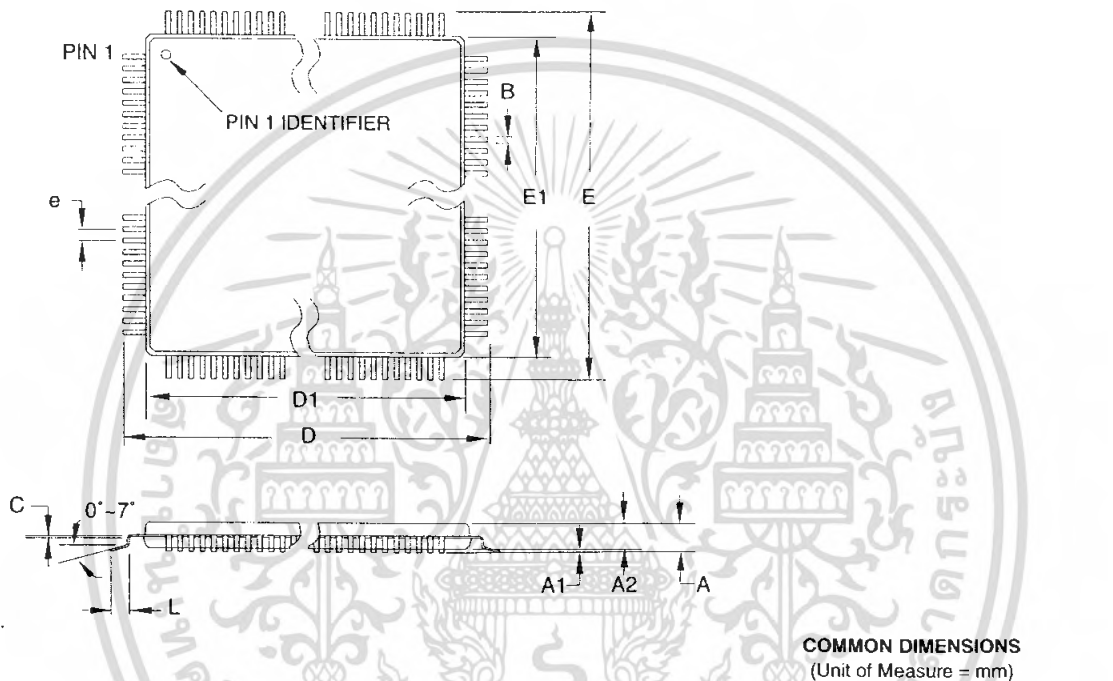 PIN 1
PIN 1 IDENTIFIER
B
e
E1 E
D1
D
C 0°~7°
A1 A2 A
L
COMMON DIMENSIONS
(Unit of Measure = mm)